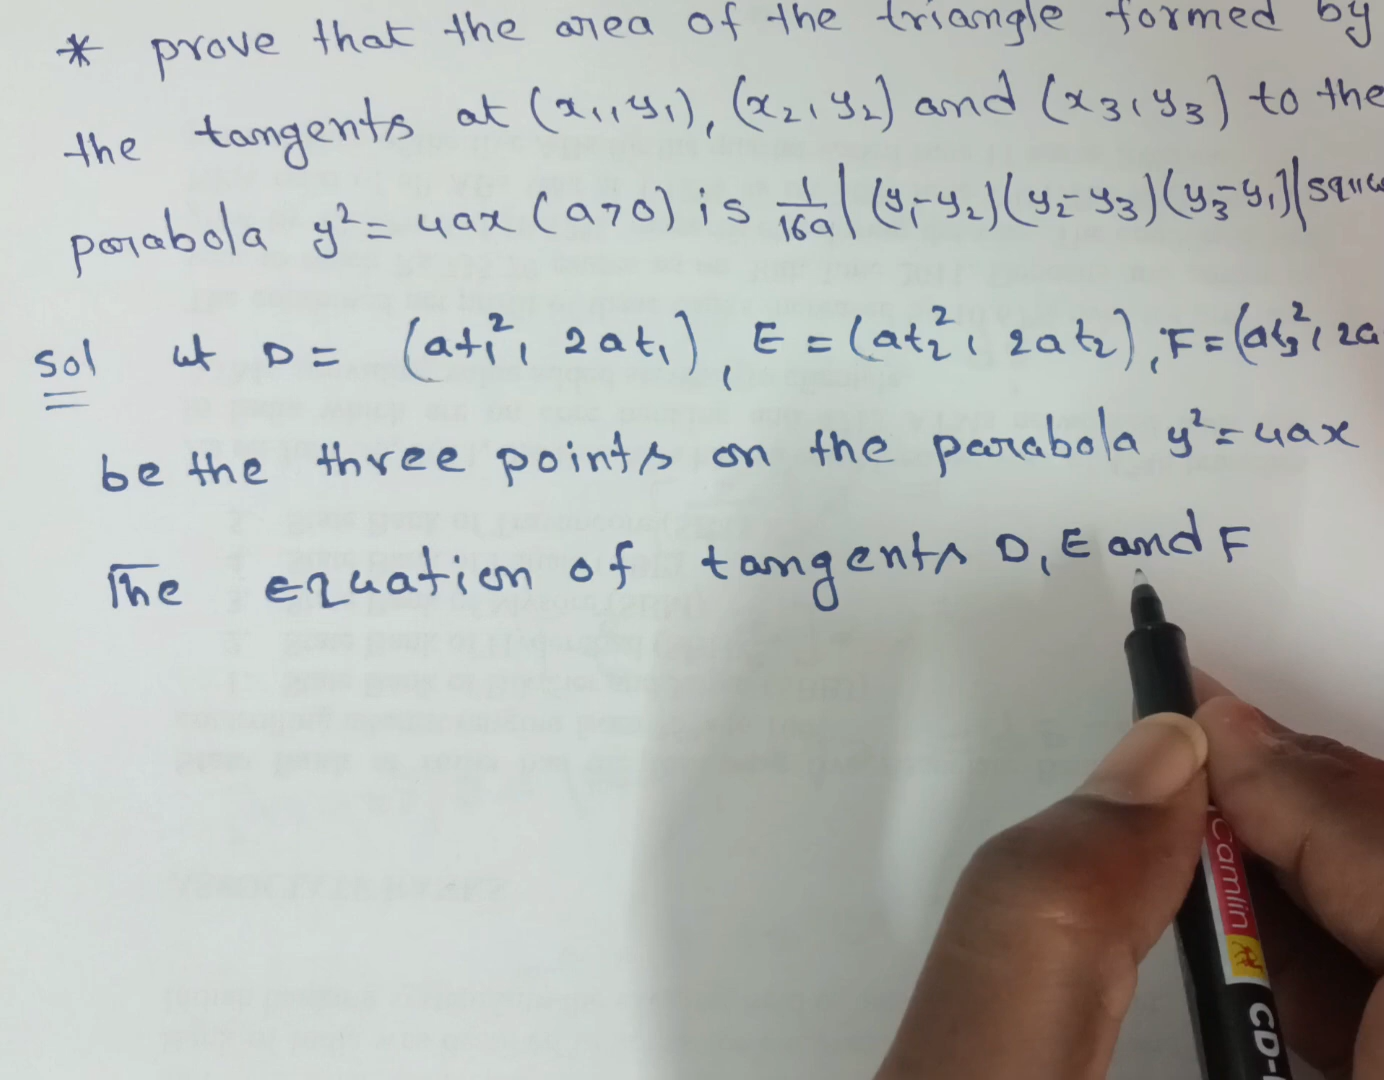 * prove that the area of the triangle formed by
the tangents at (x₁, y₁), (x₂, y₂) and (x₃, y₃) to the
parabola y² = 4ax (a>0) is 1/16a |(y₁-y₂)(y₂-y₃)(y₃-y₁)|
sol let D = (at₁², 2at₁), E = (at₂², 2at₂), F = (at₃², 2a
be the three points on the parabola y² = 4ax
The equation of tangents D, E and F
Camlin
CD-